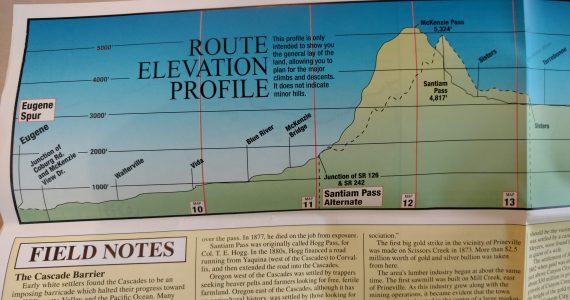 ROUTE
ELEVATION
PROFILE
This profile is only
intended to show you
the general lay of the
land, allowing you to
plan for the major
climbs and descents.
It does not indicate
minor hills.
5000'
4000'
3000'
2000'
1000'
Eugene
Spur
Eugene
Junction of
Coburg Rd.
and McKenzie
View Dr.
Walterville
Vida
Blue River
McKenzie
Bridge
McKenzie Pass
5,324'
Santiam
Pass
4,817'
Sisters
Terrebonne
Sisters
Junction of SR 126
& SR 242
Santiam Pass
Alternate
MAP
10
MAP
11
MAP
12
MAP
13
FIELD NOTES
The Cascade Barrier
Early white settlers found the Cascades to be an
imposing barricade which halted their progress toward
Valley and the Pacific Ocean. Many
over the pass. In 1877, he died on the job from exposure.
Santiam Pass was originally called Hogg Pass, for
Col. T. E. Hogg. In the 1880s, Hogg financed a road
running from Yaquina (west of the Cascades) to Corval-
lis, and then extended the road into the Cascades.
Oregon west of the Cascades was settled by trappers
seeking beaver pelts and farmers looking for free, fertile
farmland. Oregon east of the Cascades, although it has
history, was settled by those looking for
sociation."
The first big gold strike in the vicinity of Prineville
was made on Scissors Creek in 1873. More than $2.5
million worth of gold and silver bullion was taken
from here.
The area's lumber industry began at about the same
time. The first sawmill was built on Mill Creek, east
of Prineville. As this industry grew along with the
mining operations, it became evident that the town